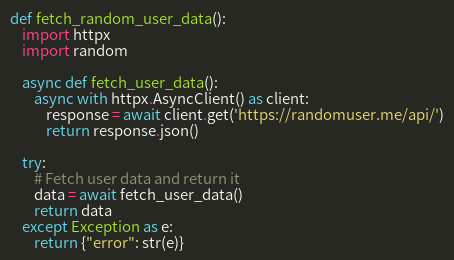 def fetch_random_user_data():
    import httpx
    import random

    async def fetch_user_data():
        async with httpx.AsyncClient() as client:
            response = await client.get('https://randomuser.me/api/')
            return response.json()

    try:
        # Fetch user data and return it
        data = await fetch_user_data()
        return data
    except Exception as e:
        return {"error": str(e)}